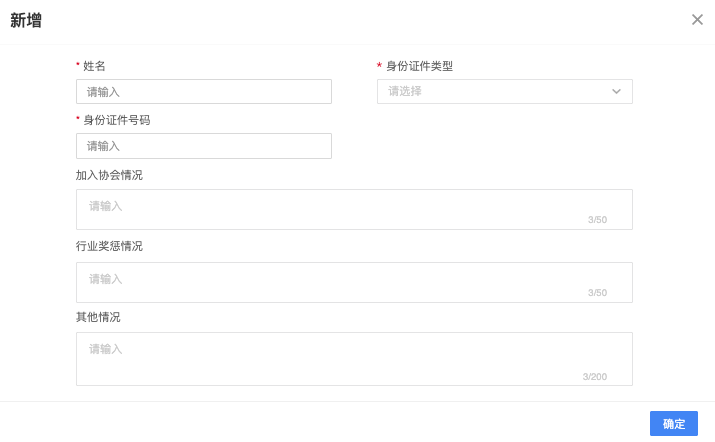 新增
* 姓名
* 身份证件类型
请输入
请选择
* 身份证件号码
请输入
加入协会情况
请输入
3/50
行业奖惩情况
请输入
3/50
其他情况
请输入
3/200
确定